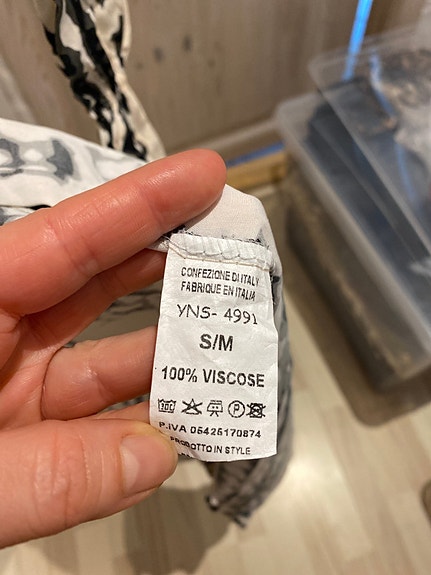 CONFEZIONE DI ITALY
FABRIQUE EN ITALIA
YNS- 4991
S/M
100% VISCOSE
P.IVA 05425170874
PRODOTTO IN STYLE